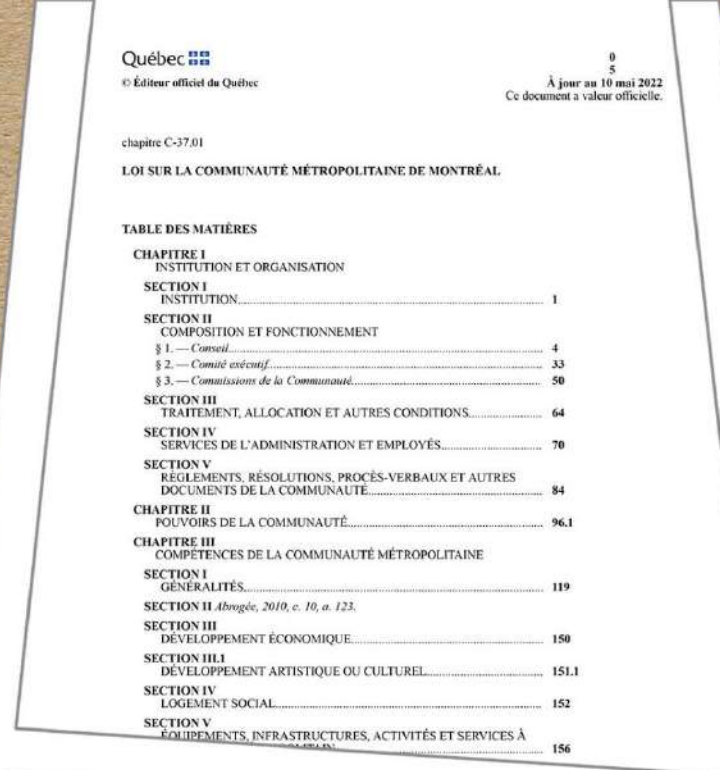 Québec
© Éditeur officiel du Québec
0
5
À jour au 10 mai 2022
Ce document a valeur officielle.
chapitre C-37.01
LOI SUR LA COMMUNAUTÉ MÉTROPOLITAINE DE MONTRÉAL
TABLE DES MATIÈRES
CHAPITRE I
INSTITUTION ET ORGANISATION
SECTION I
INSTITUTION 1
SECTION II
COMPOSITION ET FONCTIONNEMENT
§ 1. — Conseil 4
§ 2. — Comité exécutif 33
§ 3. — Commissions de la Communauté 50
SECTION III
TRAITEMENT, ALLOCATION ET AUTRES CONDITIONS 64
SECTION IV
SERVICES DE L'ADMINISTRATION ET EMPLOYÉS 70
SECTION V
RÈGLEMENTS, RÉSOLUTIONS, PROCÈS-VERBAUX ET AUTRES
DOCUMENTS DE LA COMMUNAUTÉ 84
CHAPITRE II
POUVOIRS DE LA COMMUNAUTÉ 96.1
CHAPITRE III
COMPÉTENCES DE LA COMMUNAUTÉ MÉTROPOLITAINE
SECTION I
GÉNÉRALITÉS 119
SECTION II Abrogée, 2010, c. 10, a. 123.
SECTION III
DÉVELOPPEMENT ÉCONOMIQUE 150
SECTION III.1
DÉVELOPPEMENT ARTISTIQUE OU CULTUREL 151.1
SECTION IV
LOGEMENT SOCIAL 152
SECTION V
ÉQUIPEMENTS, INFRASTRUCTURES, ACTIVITÉS ET SERVICES À
156